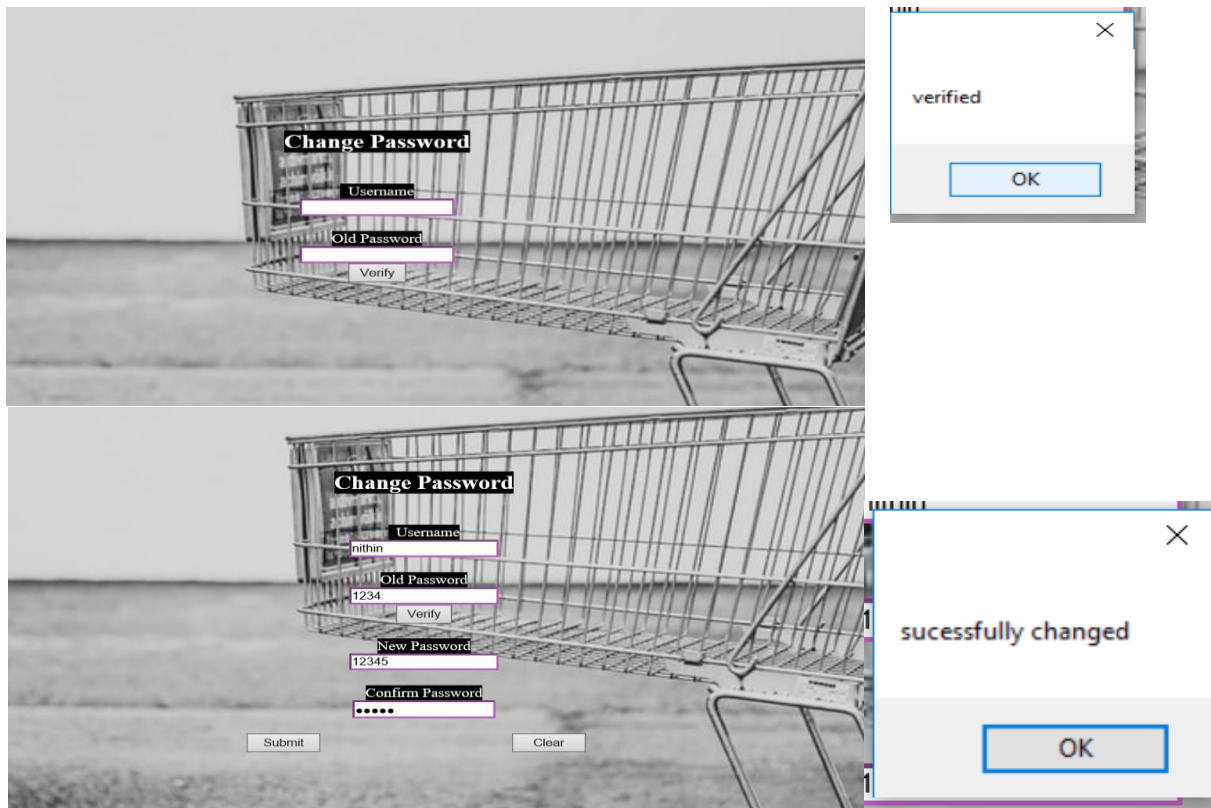 Change Password
Username
Old Password
Verify
verified
OK
Change Password
Username
nithin
Old Password
1234
Verify
New Password
12345
Confirm Password
•••••
Submit
Clear
sucessfully changed
OK